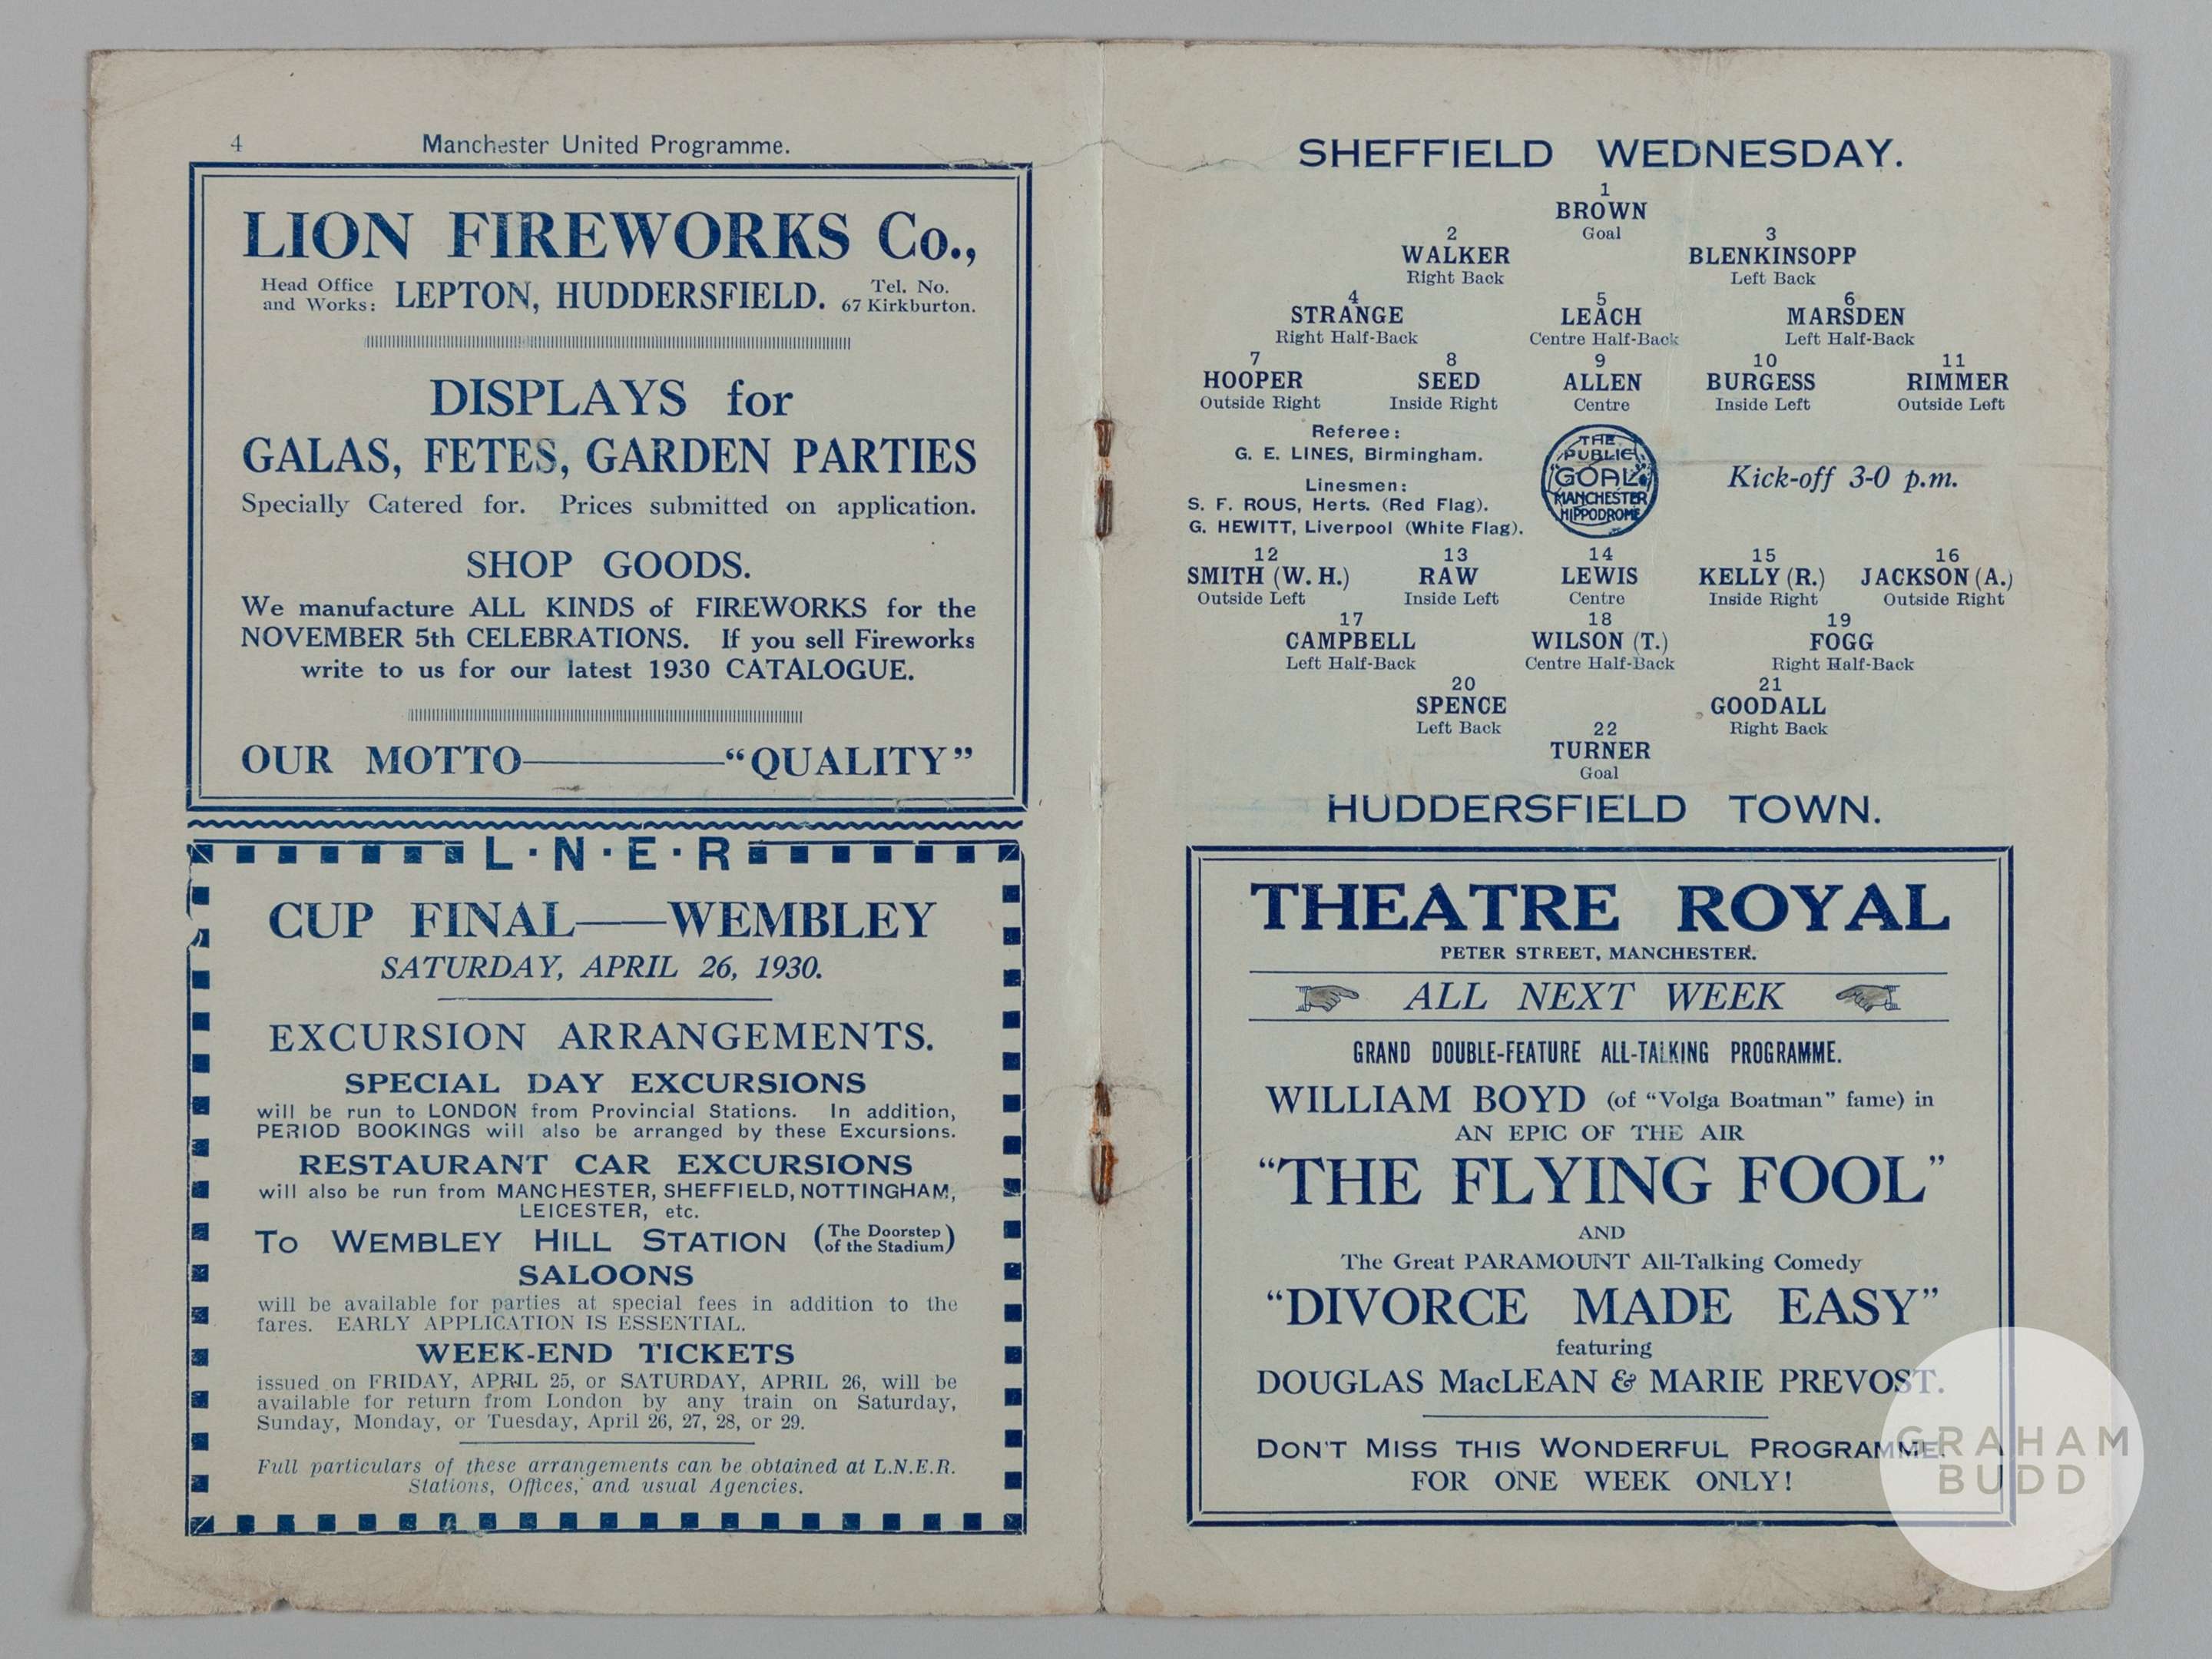 4 Manchester United Programme.
LION FIREWORKS Co.,
Head Office and Works: LEPTON, HUDDERSFIELD. Tel. No. 67 Kirkburton.
DISPLAYS for
GALAS, FETES, GARDEN PARTIES
Specially Catered for. Prices submitted on application.
SHOP GOODS.
We manufacture ALL KINDS of FIREWORKS for the
NOVEMBER 5th CELEBRATIONS. If you sell Fireworks
write to us for our latest 1930 CATALOGUE.
OUR MOTTO——"QUALITY"
L·N·E·R
CUP FINAL——WEMBLEY
SATURDAY, APRIL 26, 1930.
EXCURSION ARRANGEMENTS.
SPECIAL DAY EXCURSIONS
will be run to LONDON from Provincial Stations. In addition,
PERIOD BOOKINGS will also be arranged by these Excursions.
RESTAURANT CAR EXCURSIONS
will also be run from MANCHESTER, SHEFFIELD, NOTTINGHAM,
LEICESTER, etc.
TO WEMBLEY HILL STATION (The Doorstep of the Stadium)
SALOONS
will be available for parties at special fees in addition to the
fares. EARLY APPLICATION IS ESSENTIAL.
WEEK-END TICKETS
issued on FRIDAY, APRIL 25, or SATURDAY, APRIL 26, will be
available for return from London by any train on Saturday,
Sunday, Monday, or Tuesday, April 26, 27, 28, or 29.
Full particulars of these arrangements can be obtained at L.N.E.R.
Stations, Offices, and usual Agencies.
SHEFFIELD WEDNESDAY.
1
BROWN
Goal
2 3
WALKER BLENKINSOPP
Right Back Left Back
4 5 6
STRANGE LEACH MARSDEN
Right Half-Back Centre Half-Back Left Half-Back
7 8 9 10 11
HOOPER SEED ALLEN BURGESS RIMMER
Outside Right Inside Right Centre Inside Left Outside Left
Referee:
G. E. LINES, Birmingham.
Linesmen:
S. F. ROUS, Herts. (Red Flag).
G. HEWITT, Liverpool (White Flag).
THE
PUBLIC
"GOAL"
MANCHESTER
HIPPODROME
Kick-off 3-0 p.m.
12 13 14 15 16
SMITH (W. H.) RAW LEWIS KELLY (R.) JACKSON (A.)
Outside Left Inside Left Centre Inside Right Outside Right
17 18 19
CAMPBELL WILSON (T.) FOGG
Left Half-Back Centre Half-Back Right Half-Back
20 21
SPENCE GOODALL
Left Back Right Back
22
TURNER
Goal
HUDDERSFIELD TOWN.
THEATRE ROYAL
PETER STREET, MANCHESTER.
ALL NEXT WEEK
GRAND DOUBLE-FEATURE ALL-TALKING PROGRAMME.
WILLIAM BOYD (of "Volga Boatman" fame) in
AN EPIC OF THE AIR
"THE FLYING FOOL"
AND
The Great PARAMOUNT All-Talking Comedy
"DIVORCE MADE EASY"
featuring
DOUGLAS MacLEAN & MARIE PREVOST.
DON'T MISS THIS WONDERFUL PROGRAMME.
FOR ONE WEEK ONLY!
GRAHAM
BUDD